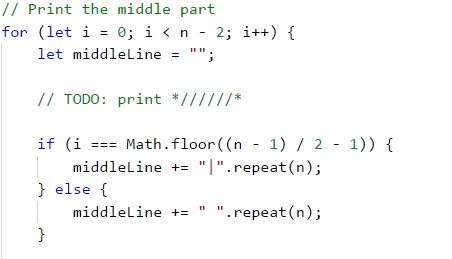 // Print the middle part
for (let i = 0; i < n - 2; i++) {
    let middleLine = "";

    // TODO: print *//////*

    if (i === Math.floor((n - 1) / 2 - 1)) {
        middleLine += "|".repeat(n);
    } else {
        middleLine += " ".repeat(n);
    }